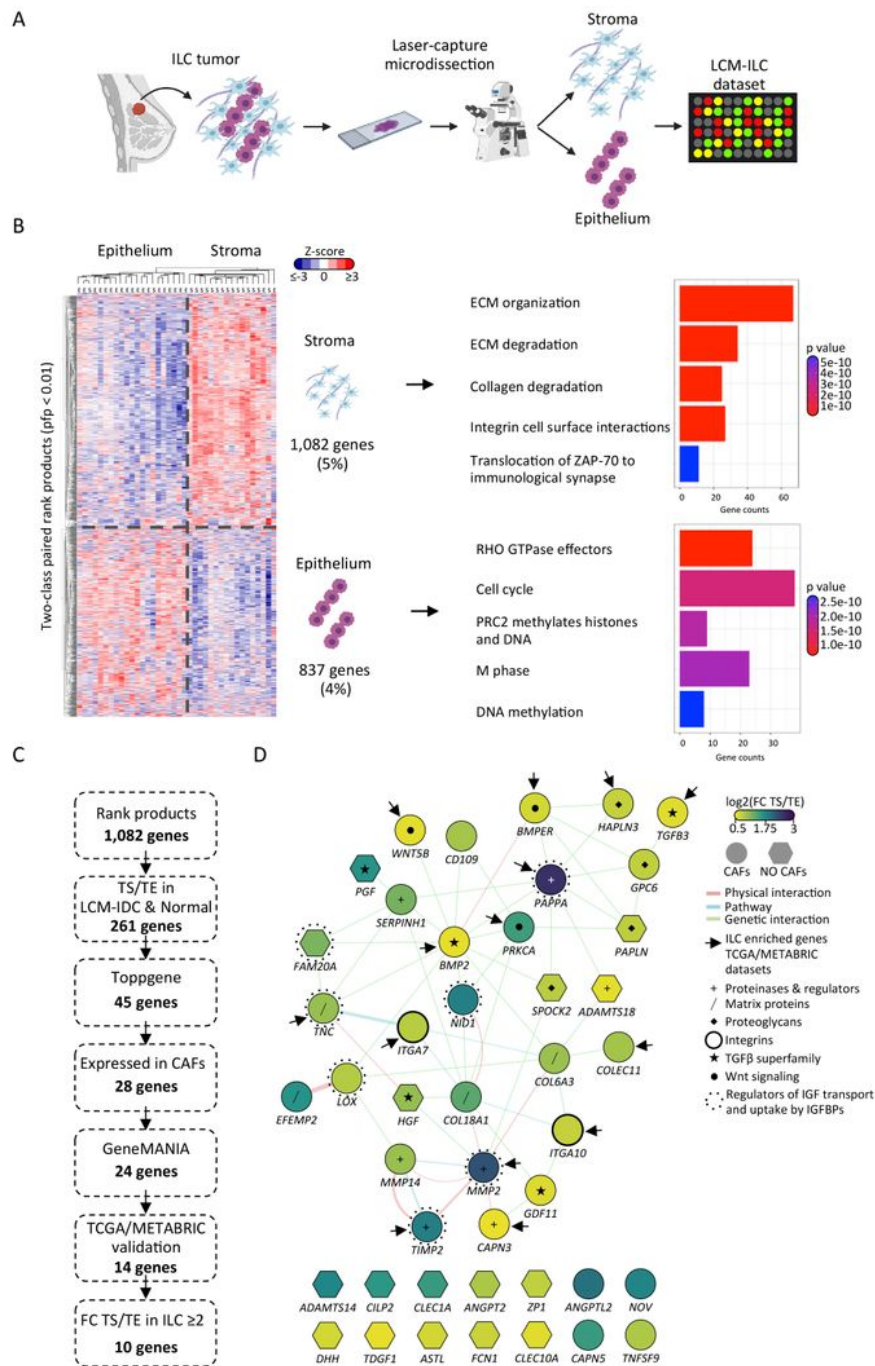 A
ILC tumor
Laser-capture
microdissection
Stroma
Epithelium
LCM-ILC
dataset
B
Epithelium
Stroma
Z-score
≤-3 0 ≥3
Two-class paired rank products (pfp < 0.01)
Stroma
1,082 genes
(5%)
ECM organization
ECM degradation
Collagen degradation
Integrin cell surface interactions
Translocation of ZAP-70 to
immunological synapse
0 20 40 60
Gene counts
p value
5e-10
4e-10
3e-10
2e-10
1e-10
Epithelium
837 genes
(4%)
RHO GTPase effectors
Cell cycle
PRC2 methylates histones
and DNA
M phase
DNA methylation
0 10 20 30
Gene counts
p value
2.5e-10
2.0e-10
1.5e-10
1.0e-10
C
Rank products
1,082 genes
TS/TE in
LCM-IDC & Normal
261 genes
Toppgene
45 genes
Expressed in CAFs
28 genes
GeneMANIA
24 genes
TCGA/METABRIC
validation
14 genes
FC TS/TE in ILC ≥2
10 genes
D
WNT5B
CD109
BMPER
HAPLN3
TGFB3
PGF
SERPINH1
PAPPA
GPC6
FAM20A
BMP2
PRKCA
PAPLN
TNC
ITGA7
NID1
SPOCK2
ADAMTS18
EFEMP2
LOX
HGF
COL18A1
COL6A3
COLEC11
MMP14
MMP2
ITGA10
TIMP2
CAPN3
GDF11
ADAMTS14 CILP2 CLEC1A ANGPT2 ZP1 ANGPTL2 NOV
DHH TDGF1 ASTL FCN1 CLEC10A CAPN5 TNFSF9
log2(FC TS/TE)
0.5 1.75 3
CAFs NO CAFs
Physical interaction
Pathway
Genetic interaction
ILC enriched genes
TCGA/METABRIC
datasets
+ Proteinases & regulators
/ Matrix proteins
◆ Proteoglycans
Integrins
★ TGFβ superfamily
● Wnt signaling
Regulators of IGF transport
and uptake by IGFBPs